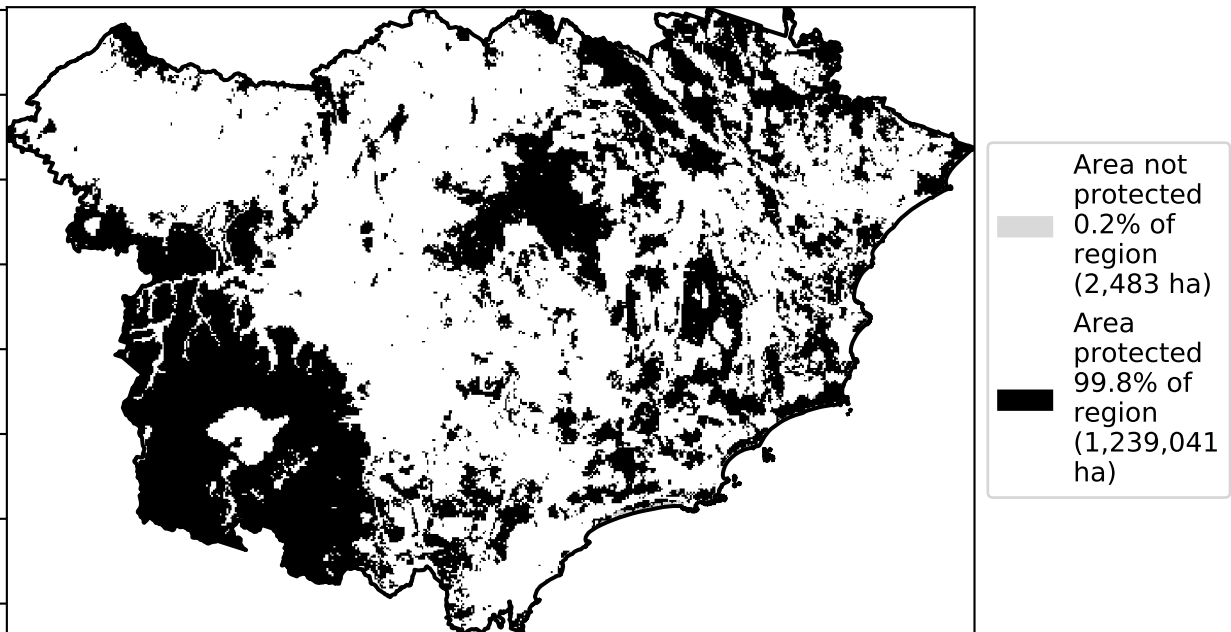 Area not
protected
0.2% of
region
(2,483 ha)
Area
protected
99.8% of
region
(1,239,041
ha)